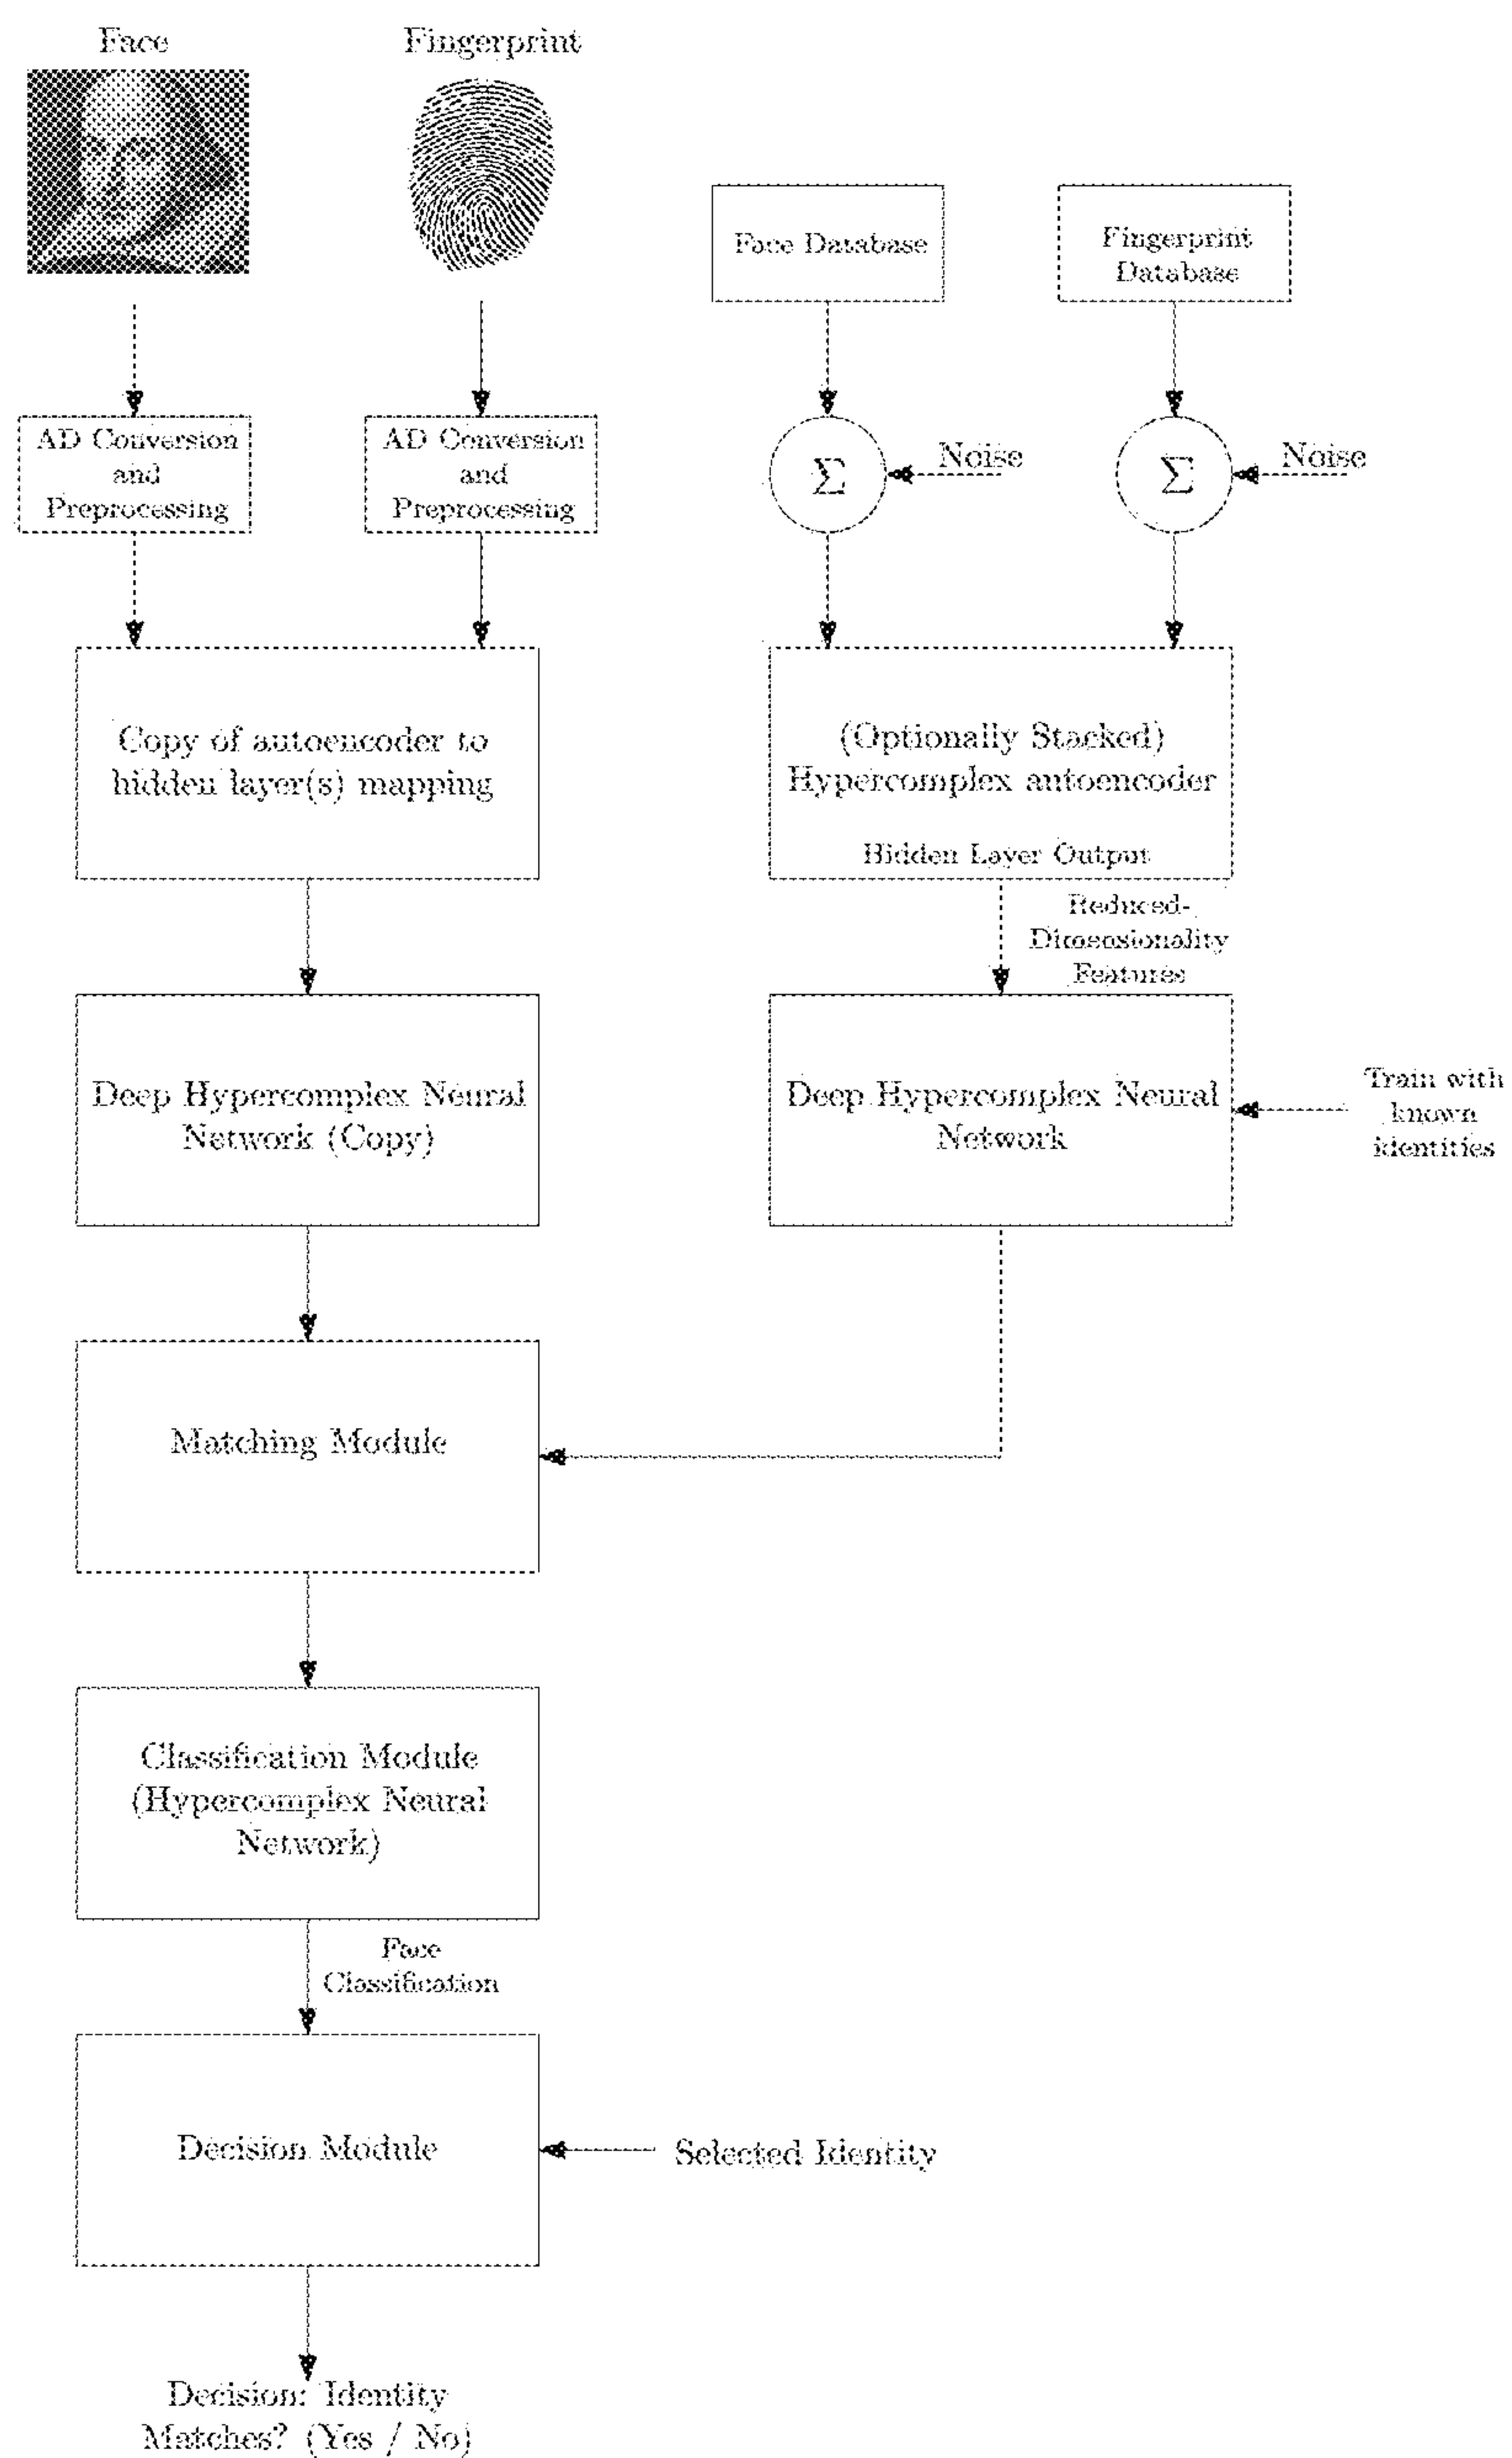 Face
Fingerprint
Face Database
Fingerprint
Database
AD Conversion
and
Preprocessing
AD Conversion
and
Preprocessing
Σ
Noise
Σ
Noise
Copy of autoencoder to
hidden layer(s) mapping
(Optionally Stacked)
Hypercomplex autoencoder
Hidden Layer Output
Reduced-
Dimensionality
Features
Deep Hypercomplex Neural
Network (Copy)
Deep Hypercomplex Neural
Network
Train with
known
identities
Matching Module
Classification Module
(Hypercomplex Neural
Network)
Face
Classification
Decision Module
Selected Identity
Decision: Identity
Matches? (Yes / No)